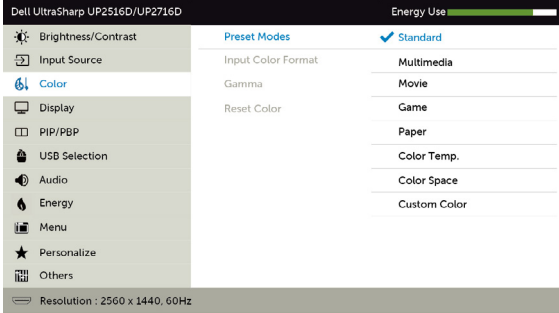 Dell UltraSharp UP2516D/UP2716D Energy Use
Brightness/Contrast Preset Modes Standard
Input Source Input Color Format Multimedia
Color Gamma Movie
Display Reset Color Game
PIP/PBP Paper
USB Selection Color Temp.
Audio Color Space
Energy Custom Color
Menu
Personalize
Others
Resolution : 2560 x 1440, 60Hz